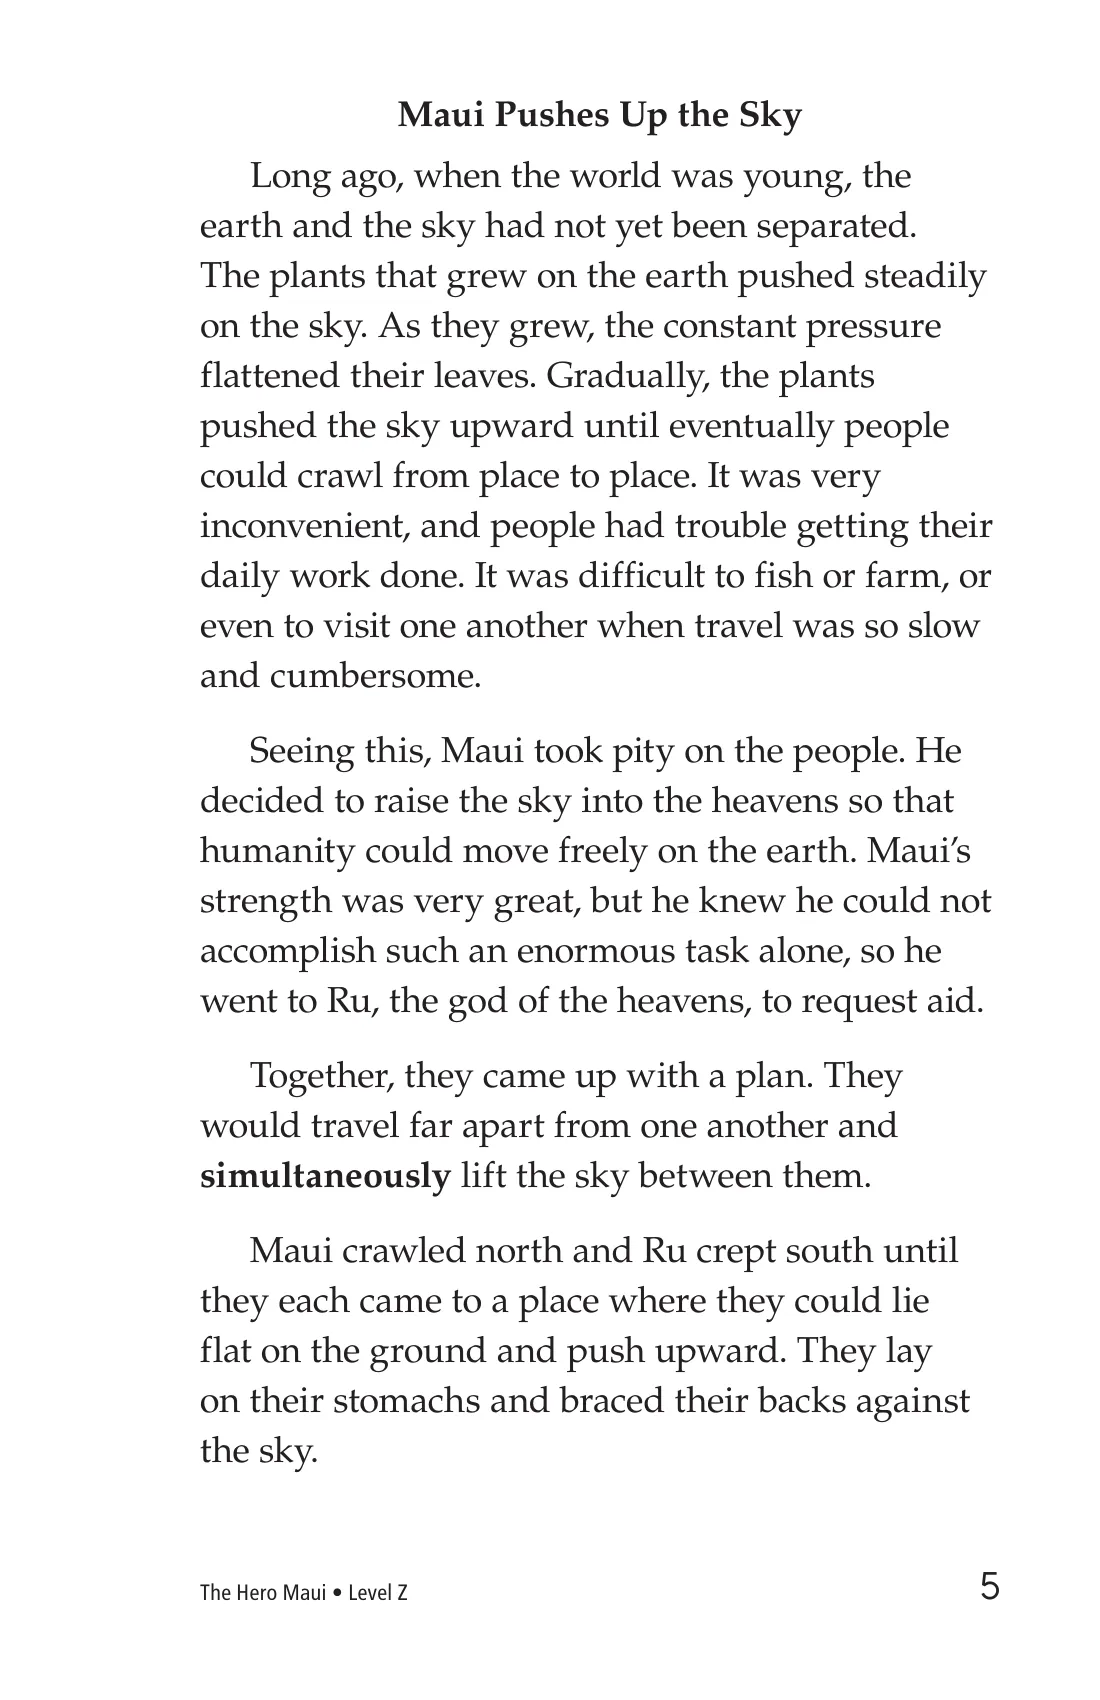 Maui Pushes Up the Sky
Long ago, when the world was young, the
earth and the sky had not yet been separated.
The plants that grew on the earth pushed steadily
on the sky. As they grew, the constant pressure
flattened their leaves. Gradually, the plants
pushed the sky upward until eventually people
could crawl from place to place. It was very
inconvenient, and people had trouble getting their
daily work done. It was difficult to fish or farm, or
even to visit one another when travel was so slow
and cumbersome.
Seeing this, Maui took pity on the people. He
decided to raise the sky into the heavens so that
humanity could move freely on the earth. Maui’s
strength was very great, but he knew he could not
accomplish such an enormous task alone, so he
went to Ru, the god of the heavens, to request aid.
Together, they came up with a plan. They
would travel far apart from one another and
simultaneously lift the sky between them.
Maui crawled north and Ru crept south until
they each came to a place where they could lie
flat on the ground and push upward. They lay
on their stomachs and braced their backs against
the sky.
The Hero Maui • Level Z
5